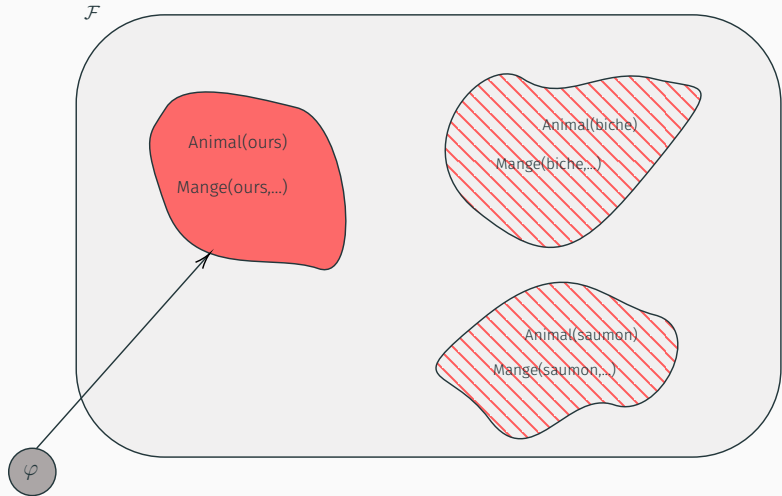 ℱ
Animal(ours)
Mange(ours,...)
Animal(biche)
Mange(biche,...)
Animal(saumon)
Mange(saumon,...)
φ